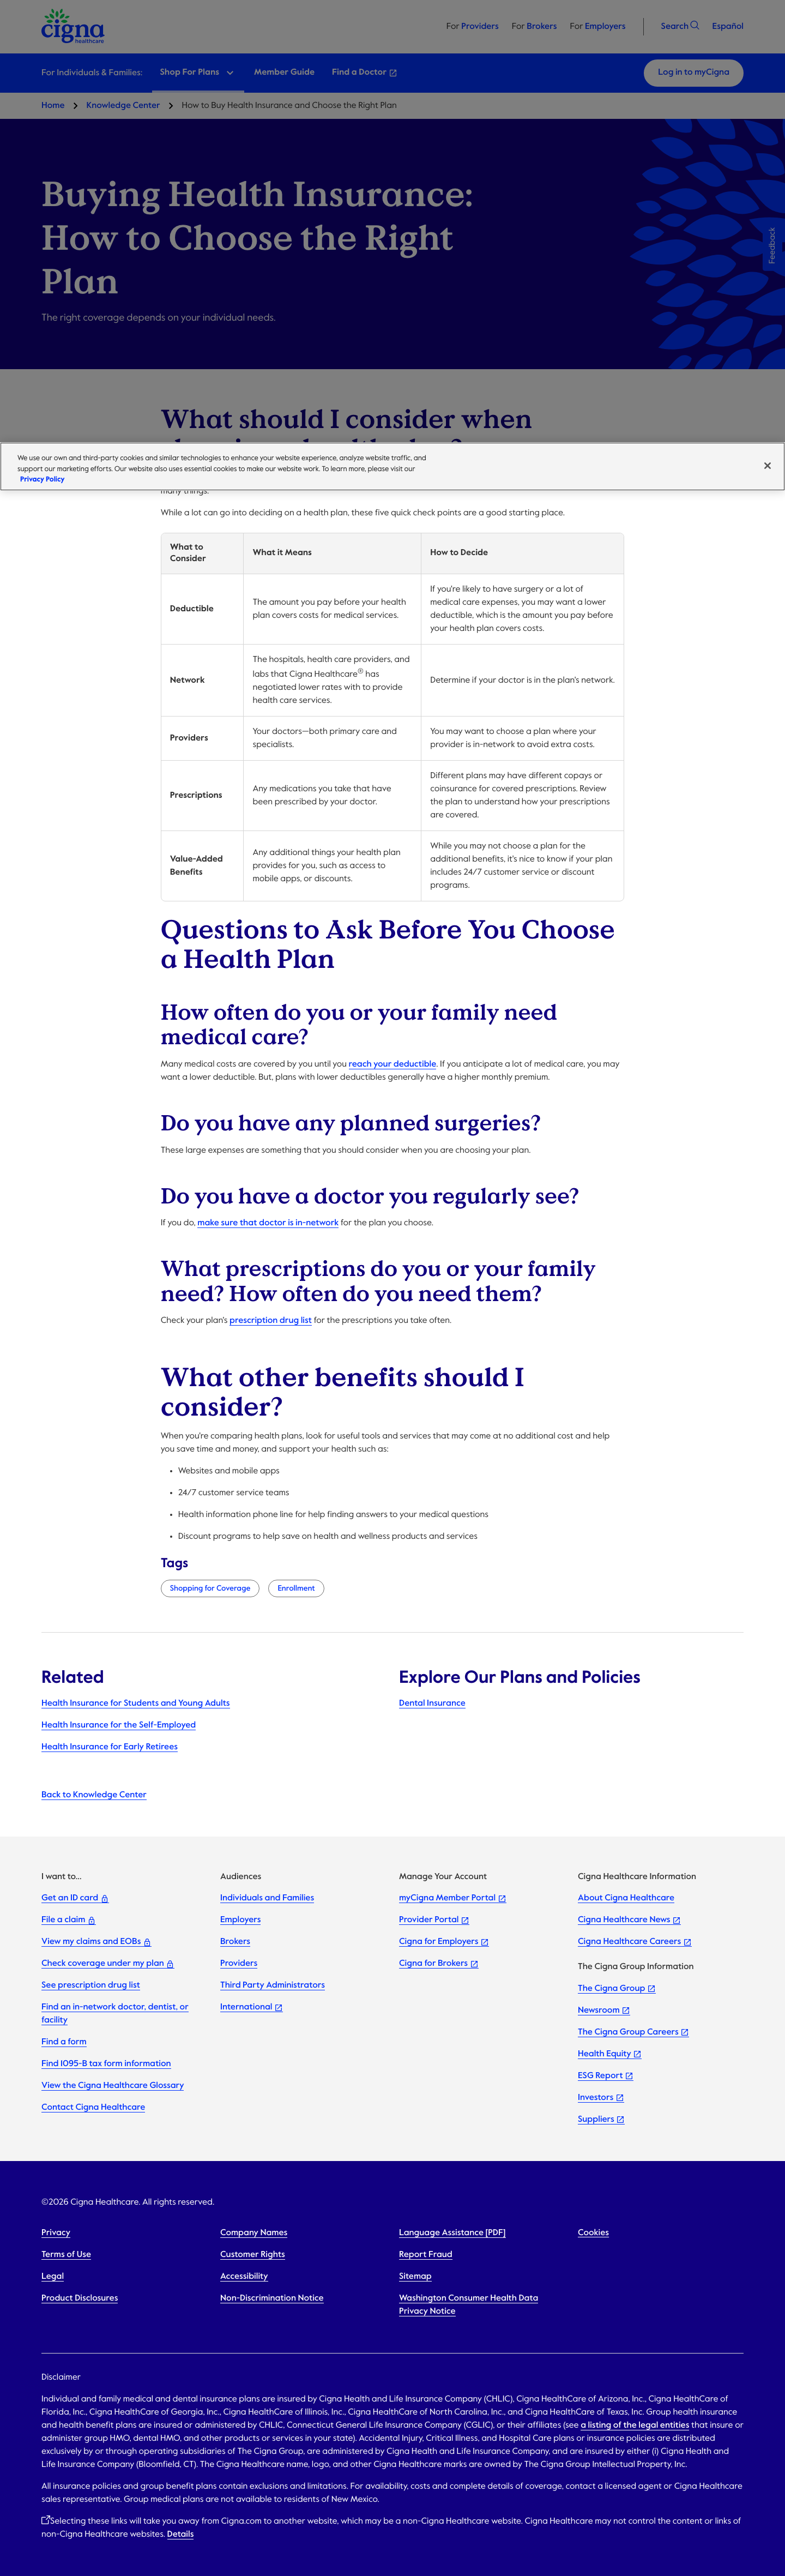 cigna
healthcare
For Providers
For Brokers
For Employers
Search
Español
For Individuals & Families:
Shop For Plans
Member Guide
Find a Doctor
Log in to myCigna
Home
Knowledge Center
How to Buy Health Insurance and Choose the Right Plan
Buying Health Insurance:
How to Choose the Right
Plan
The right coverage depends on your individual needs.
Feedback
What should I consider when
We use our own and third-party cookies and similar technologies to enhance your website experience, analyze website traffic, and
support our marketing efforts. Our website also uses essential cookies to make our website work. To learn more, please visit our
Privacy Policy
many things.
While a lot can go into deciding on a health plan, these five quick check points are a good starting place.
What to
Consider
What it Means
How to Decide
Deductible
The amount you pay before your health
plan covers costs for medical services.
If you're likely to have surgery or a lot of
medical care expenses, you may want a lower
deductible, which is the amount you pay before
your health plan covers costs.
Network
The hospitals, health care providers, and
labs that Cigna Healthcare® has
negotiated lower rates with to provide
health care services.
Determine if your doctor is in the plan's network.
Providers
Your doctors—both primary care and
specialists.
You may want to choose a plan where your
provider is in-network to avoid extra costs.
Prescriptions
Any medications you take that have
been prescribed by your doctor.
Different plans may have different copays or
coinsurance for covered prescriptions. Review
the plan to understand how your prescriptions
are covered.
Value-Added
Benefits
Any additional things your health plan
provides for you, such as access to
mobile apps, or discounts.
While you may not choose a plan for the
additional benefits, it's nice to know if your plan
includes 24/7 customer service or discount
programs.
Questions to Ask Before You Choose
a Health Plan
How often do you or your family need
medical care?
Many medical costs are covered by you until you reach your deductible. If you anticipate a lot of medical care, you may
want a lower deductible. But, plans with lower deductibles generally have a higher monthly premium.
Do you have any planned surgeries?
These large expenses are something that you should consider when you are choosing your plan.
Do you have a doctor you regularly see?
If you do, make sure that doctor is in-network for the plan you choose.
What prescriptions do you or your family
need? How often do you need them?
Check your plan's prescription drug list for the prescriptions you take often.
What other benefits should I
consider?
When you're comparing health plans, look for useful tools and services that may come at no additional cost and help
you save time and money, and support your health such as:
• Websites and mobile apps
• 24/7 customer service teams
• Health information phone line for help finding answers to your medical questions
• Discount programs to help save on health and wellness products and services
Tags
Shopping for Coverage
Enrollment
Related
Health Insurance for Students and Young Adults
Health Insurance for the Self-Employed
Health Insurance for Early Retirees
Explore Our Plans and Policies
Dental Insurance
Back to Knowledge Center
I want to...
Get an ID card
File a claim
View my claims and EOBs
Check coverage under my plan
See prescription drug list
Find an in-network doctor, dentist, or
facility
Find a form
Find 1095-B tax form information
View the Cigna Healthcare Glossary
Contact Cigna Healthcare
Audiences
Individuals and Families
Employers
Brokers
Providers
Third Party Administrators
International
Manage Your Account
myCigna Member Portal
Provider Portal
Cigna for Employers
Cigna for Brokers
Cigna Healthcare Information
About Cigna Healthcare
Cigna Healthcare News
Cigna Healthcare Careers
The Cigna Group Information
The Cigna Group
Newsroom
The Cigna Group Careers
Health Equity
ESG Report
Investors
Suppliers
©2026 Cigna Healthcare. All rights reserved.
Privacy
Terms of Use
Legal
Product Disclosures
Company Names
Customer Rights
Accessibility
Non-Discrimination Notice
Language Assistance [PDF]
Report Fraud
Sitemap
Washington Consumer Health Data
Privacy Notice
Cookies
Disclaimer
Individual and family medical and dental insurance plans are insured by Cigna Health and Life Insurance Company (CHLIC), Cigna HealthCare of Arizona, Inc., Cigna HealthCare of
Florida, Inc., Cigna HealthCare of Georgia, Inc., Cigna HealthCare of Illinois, Inc., Cigna HealthCare of North Carolina, Inc., and Cigna HealthCare of Texas, Inc. Group health insurance
and health benefit plans are insured or administered by CHLIC, Connecticut General Life Insurance Company (CGLIC), or their affiliates (see a listing of the legal entities that insure or
administer group HMO, dental HMO, and other products or services in your state). Accidental Injury, Critical Illness, and Hospital Care plans or insurance policies are distributed
exclusively by or through operating subsidiaries of The Cigna Group, are administered by Cigna Health and Life Insurance Company, and are insured by either (i) Cigna Health and
Life Insurance Company (Bloomfield, CT). The Cigna Healthcare name, logo, and other Cigna Healthcare marks are owned by The Cigna Group Intellectual Property, Inc.
All insurance policies and group benefit plans contain exclusions and limitations. For availability, costs and complete details of coverage, contact a licensed agent or Cigna Healthcare
sales representative. Group medical plans are not available to residents of New Mexico.
Selecting these links will take you away from Cigna.com to another website, which may be a non-Cigna Healthcare website. Cigna Healthcare may not control the content or links of
non-Cigna Healthcare websites. Details